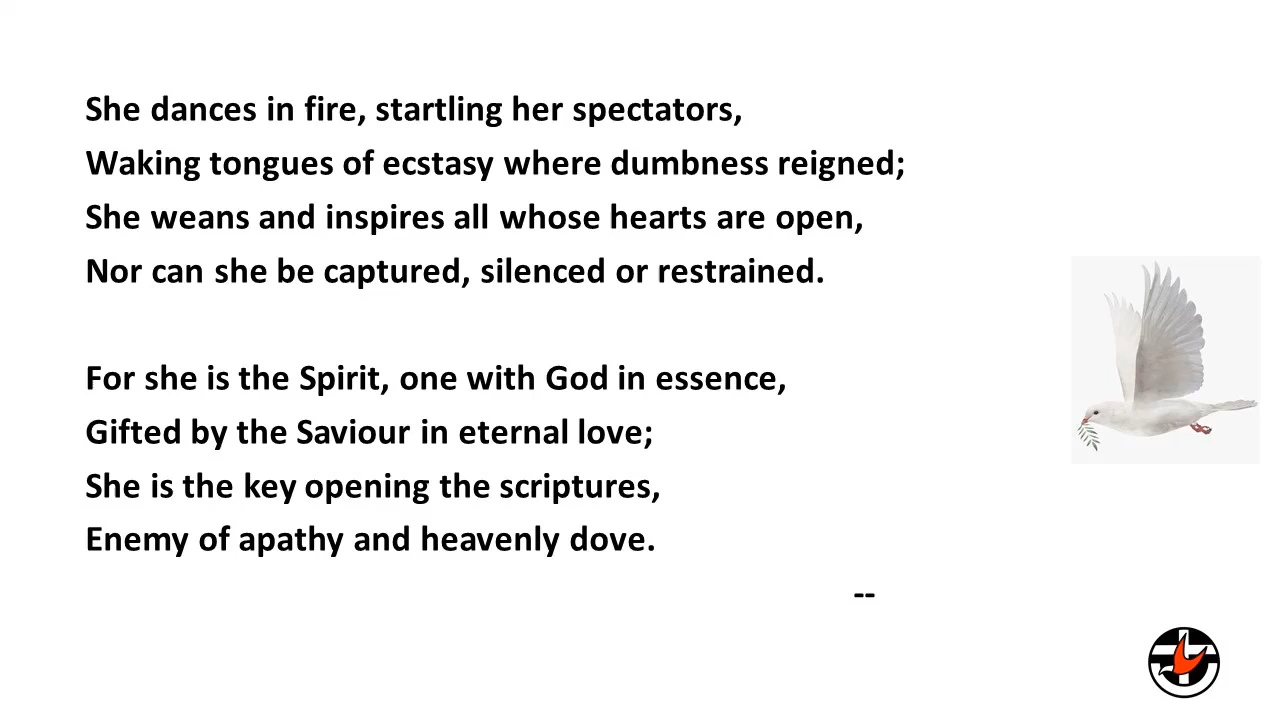 She dances in fire, startling her spectators,
Waking tongues of ecstasy where dumbness reigned;
She weans and inspires all whose hearts are open,
Nor can she be captured, silenced or restrained.
For she is the Spirit, one with God in essence,
Gifted by the Saviour in eternal love;
She is the key opening the scriptures,
Enemy of apathy and heavenly dove.
--